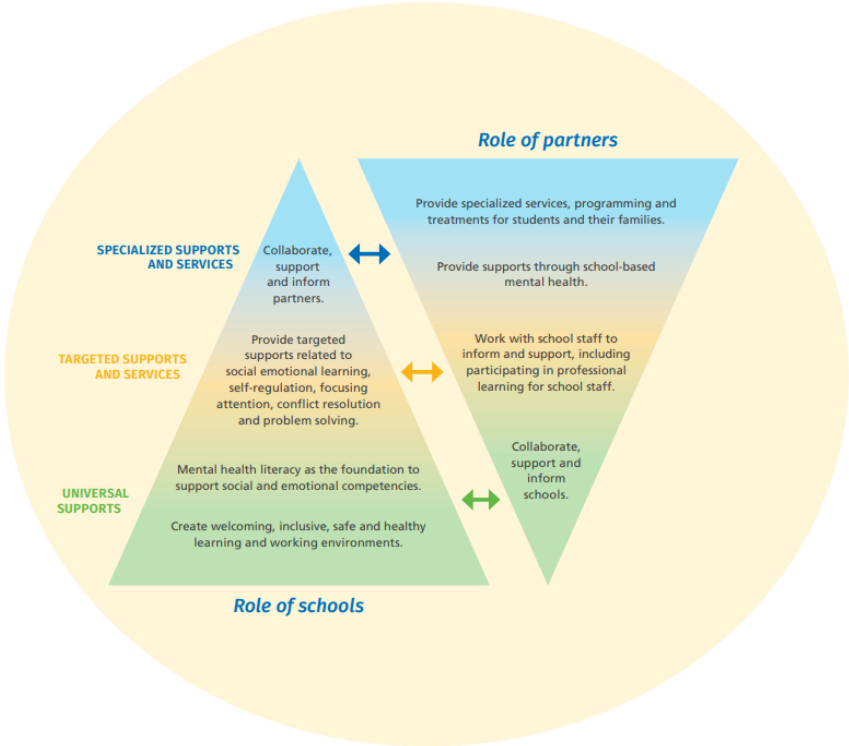 Role of partners
Provide specialized services, programming and
treatments for students and their families.
SPECIALIZED SUPPORTS
AND SERVICES
Collaborate,
support
and inform
partners.
Provide supports through school-based
mental health.
TARGETED SUPPORTS
AND SERVICES
Provide targeted
supports related to
social emotional learning,
self-regulation, focusing
attention, conflict resolution
and problem solving.
Work with school staff to
inform and support, including
participating in professional
learning for school staff.
UNIVERSAL
SUPPORTS
Mental health literacy as the foundation to
support social and emotional competencies.
Create welcoming, inclusive, safe and healthy
learning and working environments.
Collaborate,
support and
inform
schools.
Role of schools